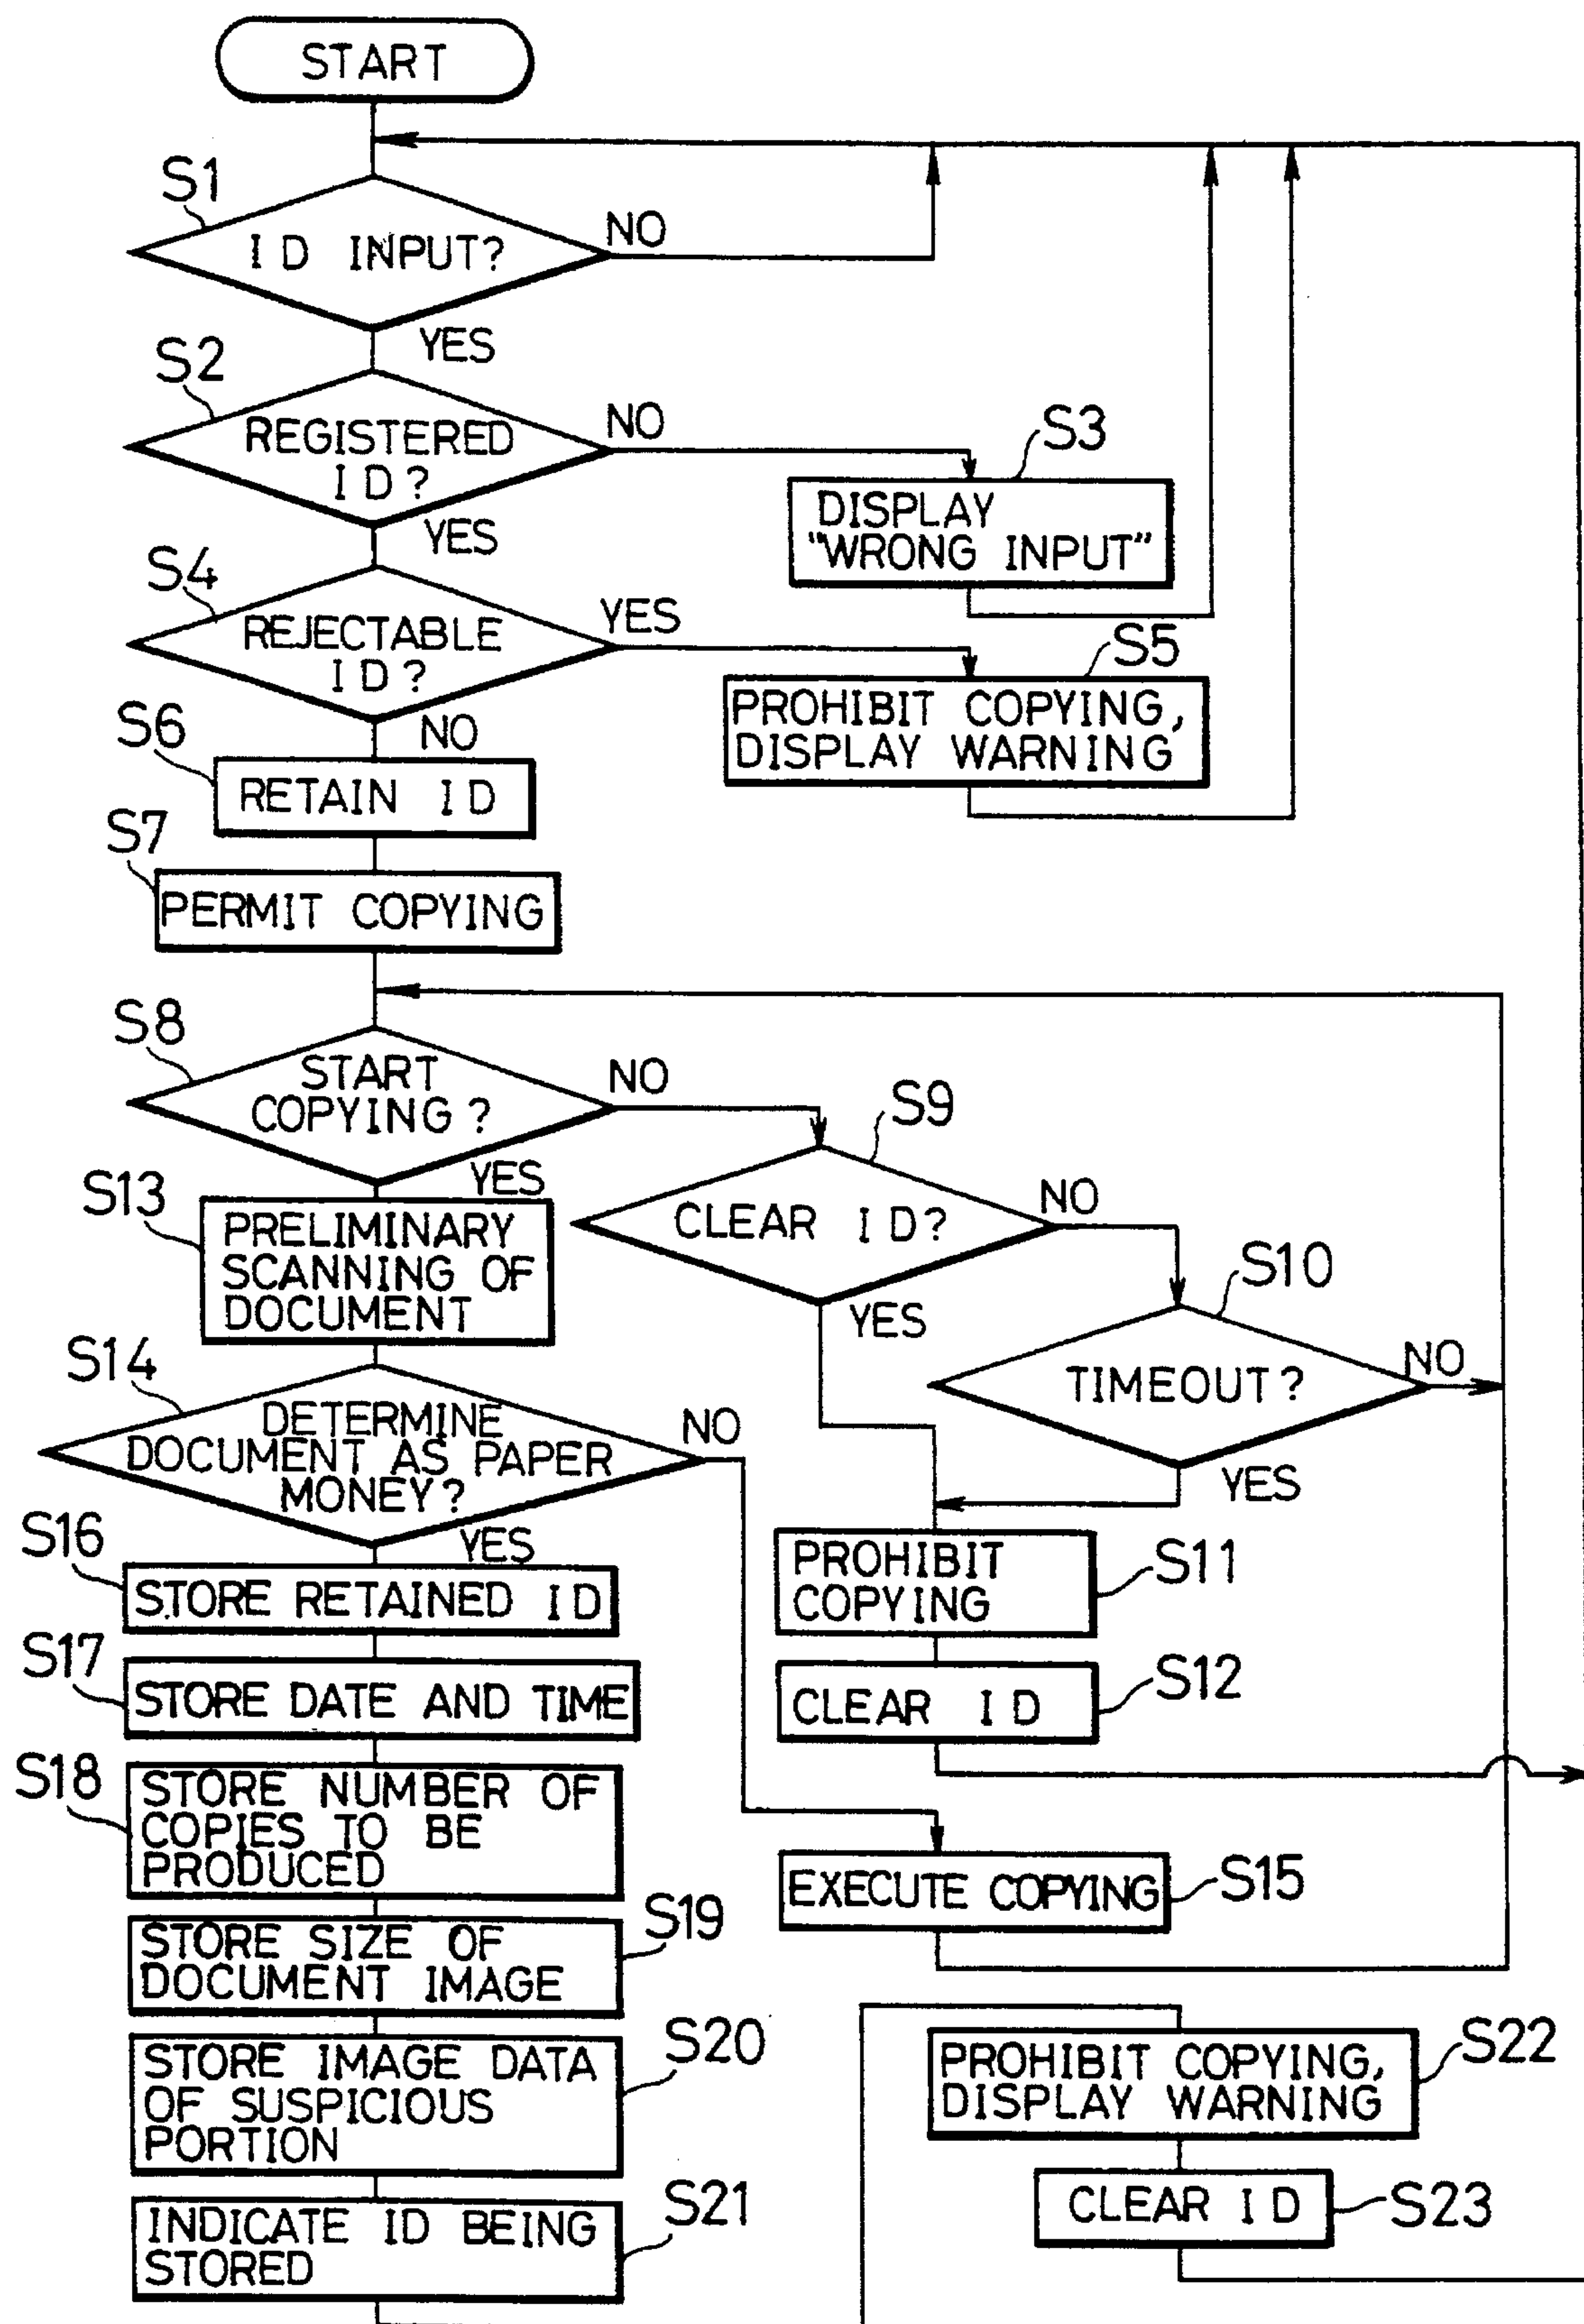 START
S1
ID INPUT?
NO
YES
S2
REGISTERED
ID?
NO
YES
S3
DISPLAY
"WRONG INPUT"
S4
REJECTABLE
ID?
YES
NO
S5
PROHIBIT COPYING,
DISPLAY WARNING
S6
RETAIN ID
S7
PERMIT COPYING
S8
START
COPYING?
NO
YES
S9
CLEAR ID?
NO
YES
S10
TIMEOUT?
NO
YES
S13
PRELIMINARY
SCANNING OF
DOCUMENT
S14
DETERMINE
DOCUMENT AS PAPER
MONEY?
NO
YES
S11
PROHIBIT
COPYING
S12
CLEAR ID
S16
STORE RETAINED ID
S17
STORE DATE AND TIME
S18
STORE NUMBER OF
COPIES TO BE
PRODUCED
S15
EXECUTE COPYING
S19
STORE SIZE OF
DOCUMENT IMAGE
S20
STORE IMAGE DATA
OF SUSPICIOUS
PORTION
S21
INDICATE ID BEING
STORED
S22
PROHIBIT COPYING,
DISPLAY WARNING
S23
CLEAR ID